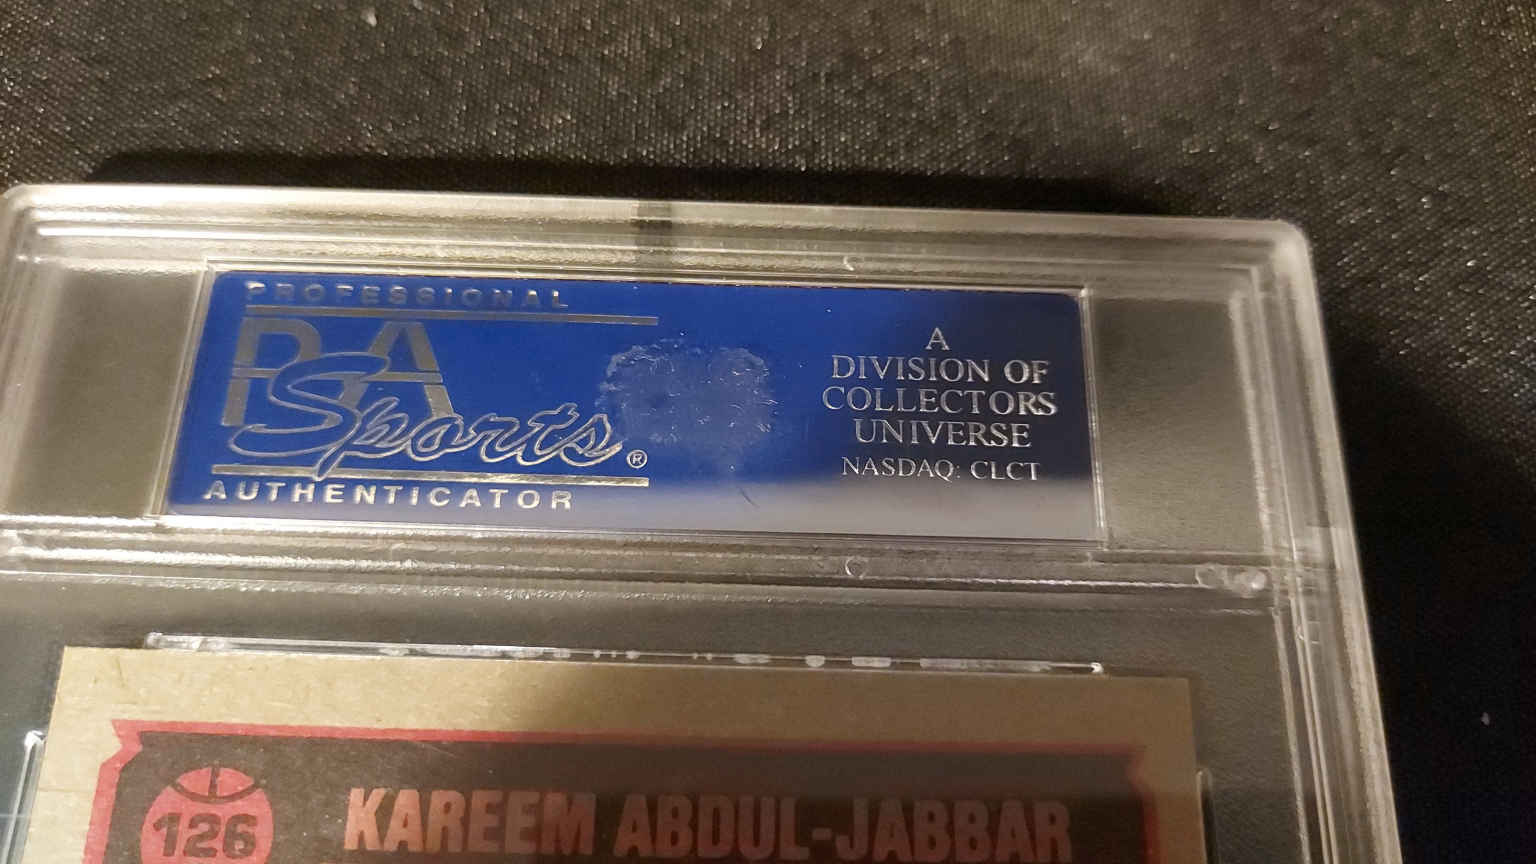 PROFESSIONAL
PSA
Sports®
AUTHENTICATOR
A
DIVISION OF
COLLECTORS
UNIVERSE
NASDAQ: CLCT
126
KAREEM ABDUL-JABBAR